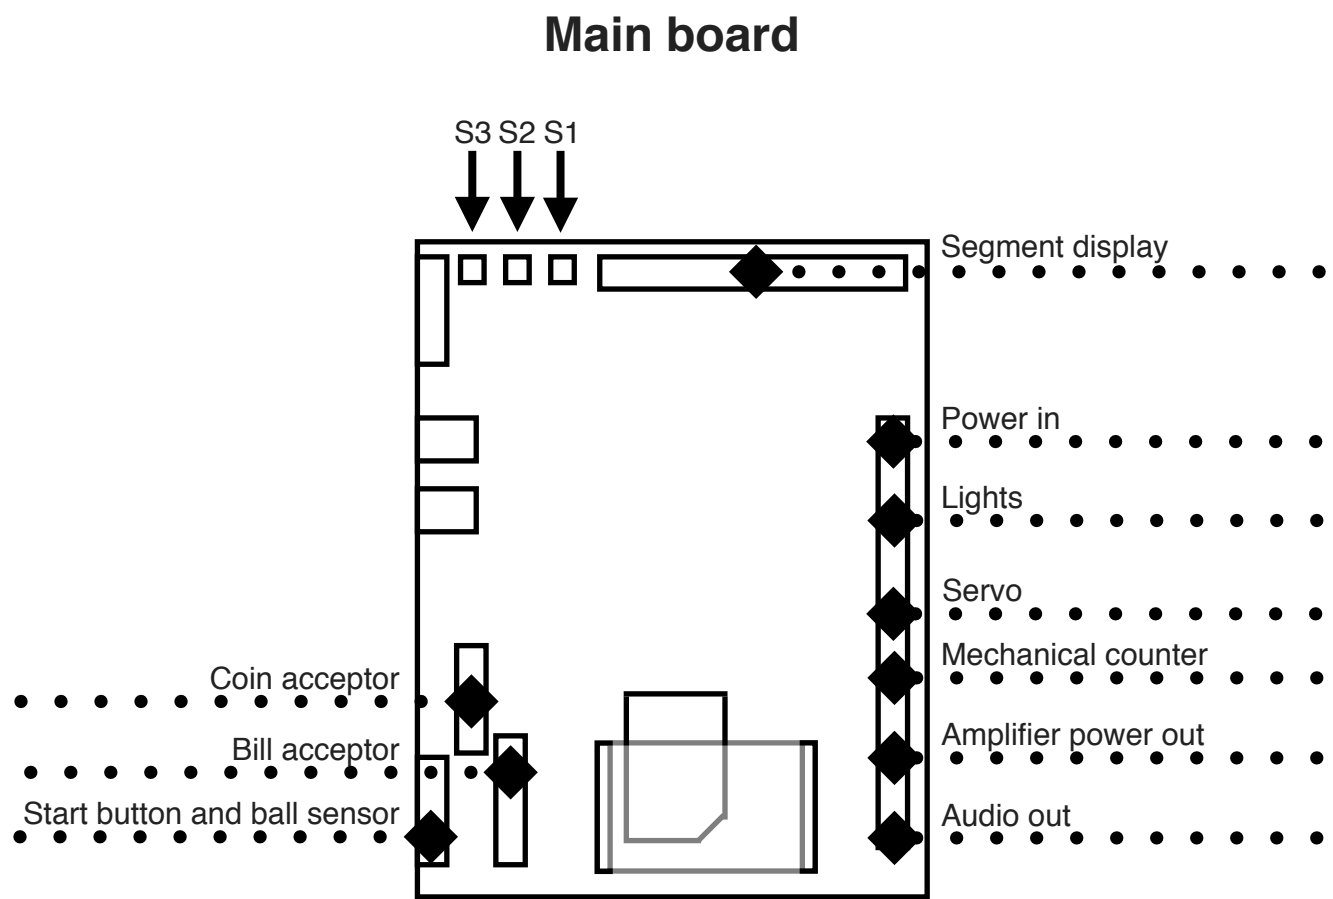 Main board
S3 S2 S1
Segment display
Power in
Lights
Servo
Mechanical counter
Coin acceptor
Amplifier power out
Bill acceptor
Start button and ball sensor
Audio out